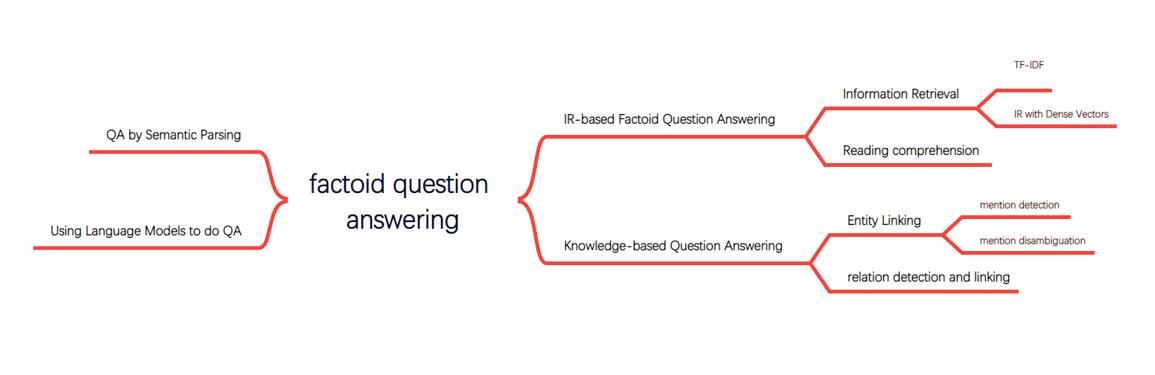 QA by Semantic Parsing
Using Language Models to do QA
factoid question
answering
IR-based Factoid Question Answering
Information Retrieval
TF-IDF
IR with Dense Vectors
Reading comprehension
Knowledge-based Question Answering
Entity Linking
mention detection
mention disambiguation
relation detection and linking